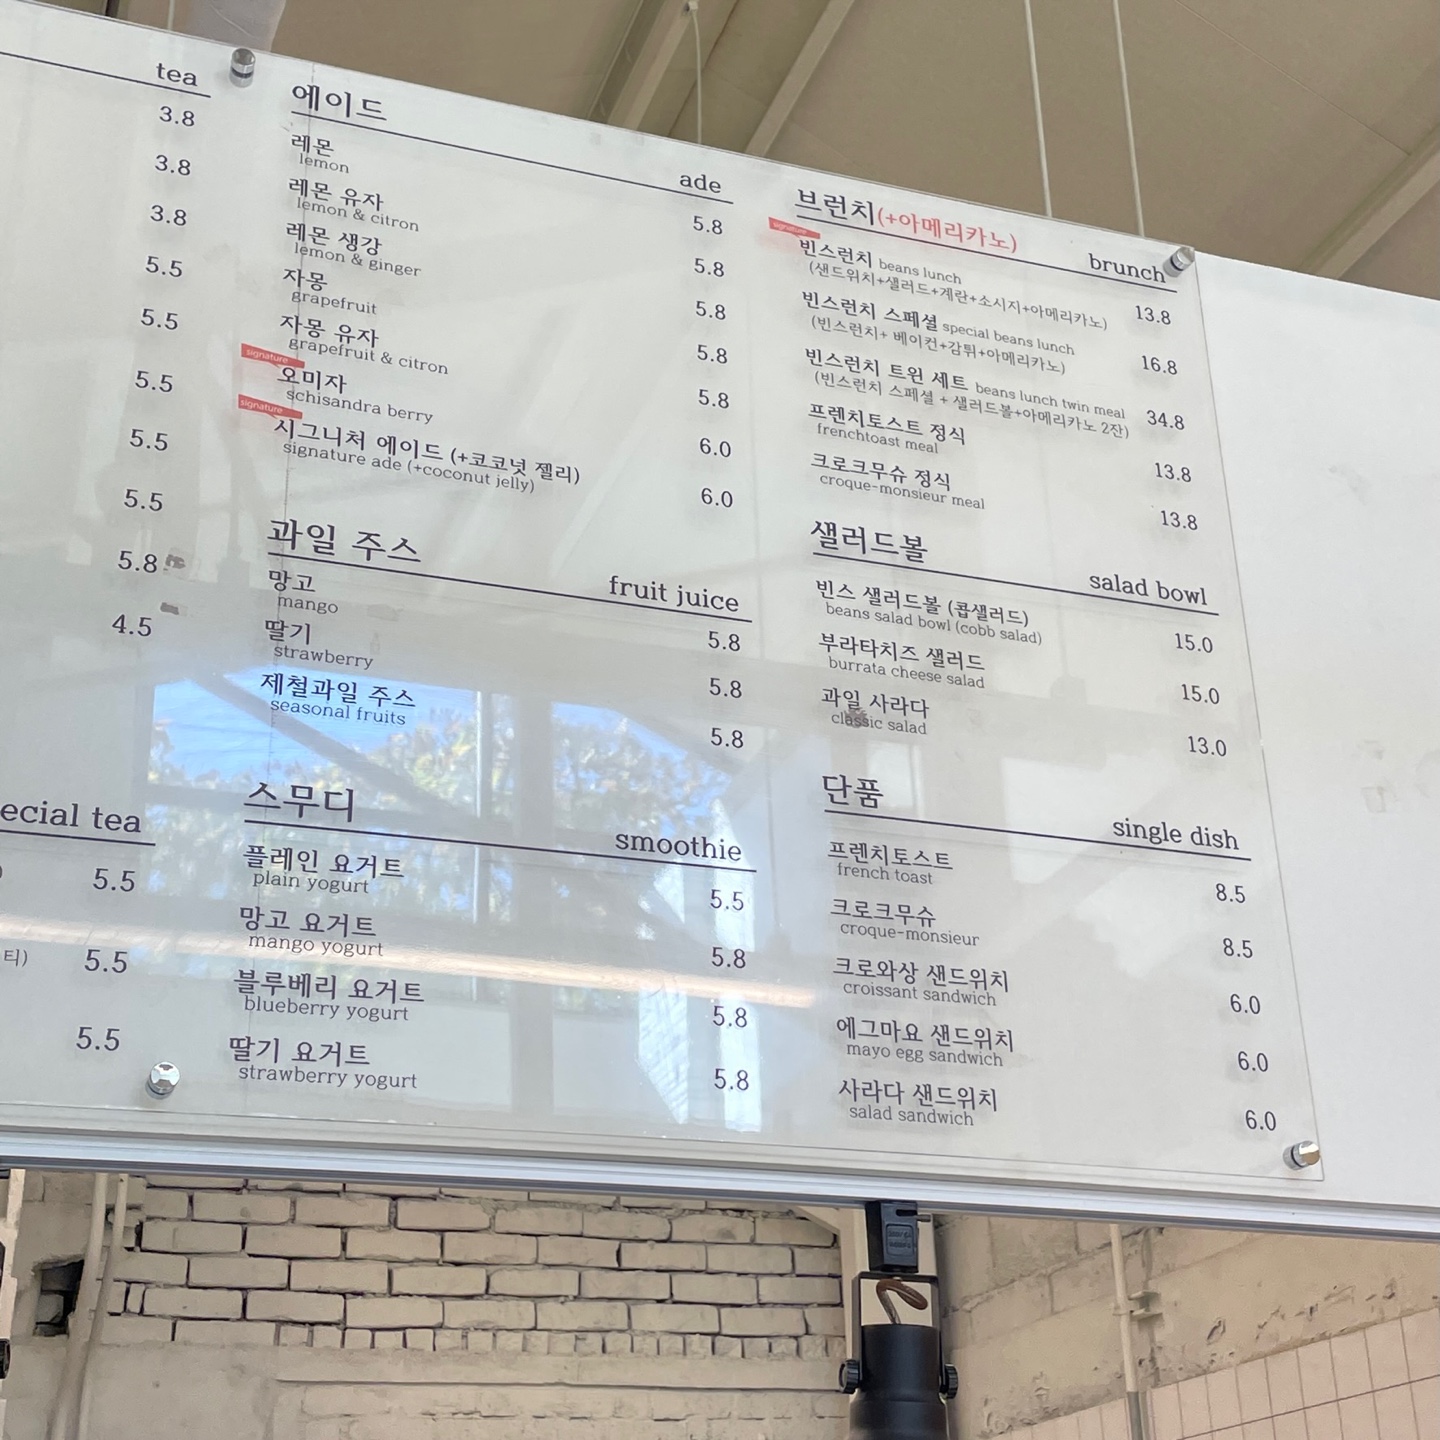 tea
3.8
3.8
3.8
5.5
5.5
5.5
5.5
5.5
5.8
4.5
ecial tea
5.5
티) 5.5
5.5
에이드 ade
레몬 5.8
lemon
레몬 유자 5.8
lemon & citron
레몬 생강 5.8
lemon & ginger
자몽 5.8
grapefruit
자몽 유자 5.8
grapefruit & citron
signature
오미자 6.0
schisandra berry
signature
시그니처 에이드 (+코코넛 젤리) 6.0
signature ade (+coconut jelly)
과일 주스 fruit juice
망고 5.8
mango
딸기 5.8
strawberry
제철과일 주스 5.8
seasonal fruits
스무디 smoothie
플레인 요거트 5.5
plain yogurt
망고 요거트 5.8
mango yogurt
블루베리 요거트 5.8
blueberry yogurt
딸기 요거트 5.8
strawberry yogurt
브런치(+아메리카노) brunch
signature
빈스런치 beans lunch 13.8
(샌드위치+샐러드+계란+소시지+아메리카노)
빈스런치 스페셜 special beans lunch 16.8
(빈스런치+ 베이컨+감튀+아메리카노)
빈스런치 트윈 세트 beans lunch twin meal 34.8
(빈스런치 스페셜 + 샐러드볼+아메리카노 2잔)
프렌치토스트 정식 13.8
frenchtoast meal
크로크무슈 정식 13.8
croque-monsieur meal
샐러드볼 salad bowl
빈스 샐러드볼 (콥샐러드) 15.0
beans salad bowl (cobb salad)
부라타치즈 샐러드 15.0
burrata cheese salad
과일 사라다 13.0
classic salad
단품 single dish
프렌치토스트 8.5
french toast
크로크무슈 8.5
croque-monsieur
크로와상 샌드위치 6.0
croissant sandwich
에그마요 샌드위치 6.0
mayo egg sandwich
사라다 샌드위치 6.0
salad sandwich